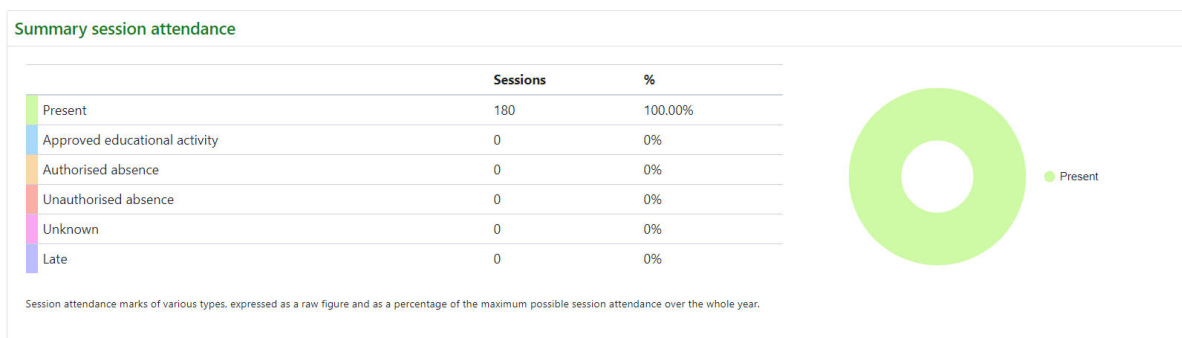 Summary session attendance
Sessions %
Present 180 100.00%
Approved educational activity 0 0%
Authorised absence 0 0%
Unauthorised absence 0 0%
Unknown 0 0%
Late 0 0%
Present
Session attendance marks of various types, expressed as a raw figure and as a percentage of the maximum possible session attendance over the whole year.